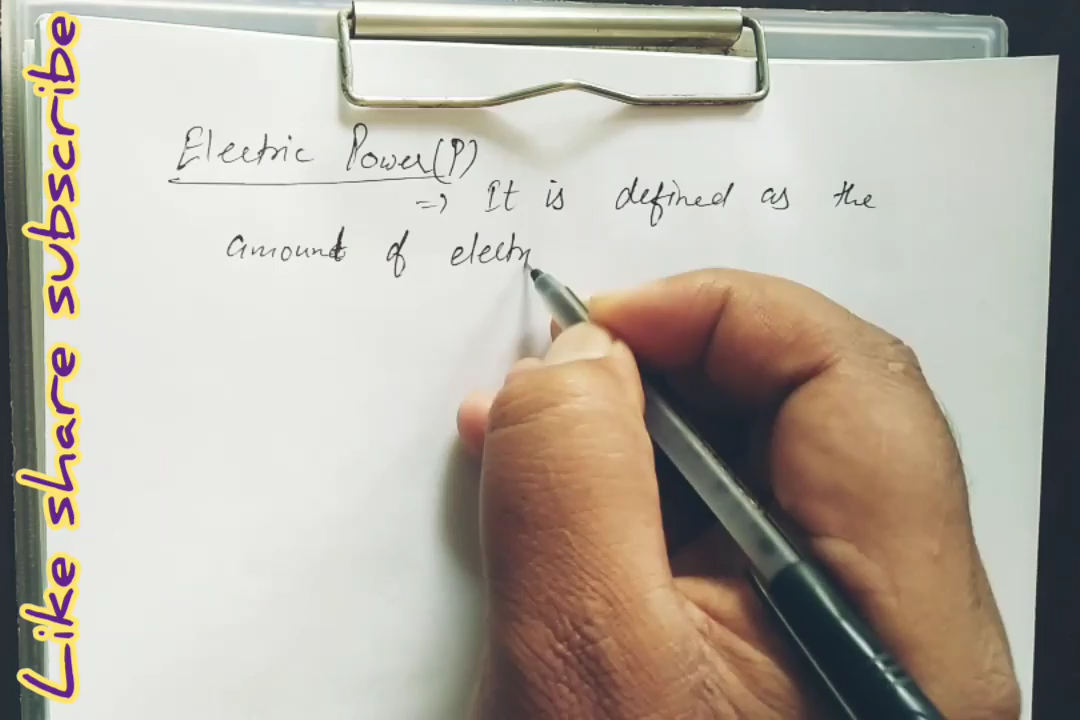 Electric Power(P)
=> It is defined as the
amount of electr
Like share subscribe